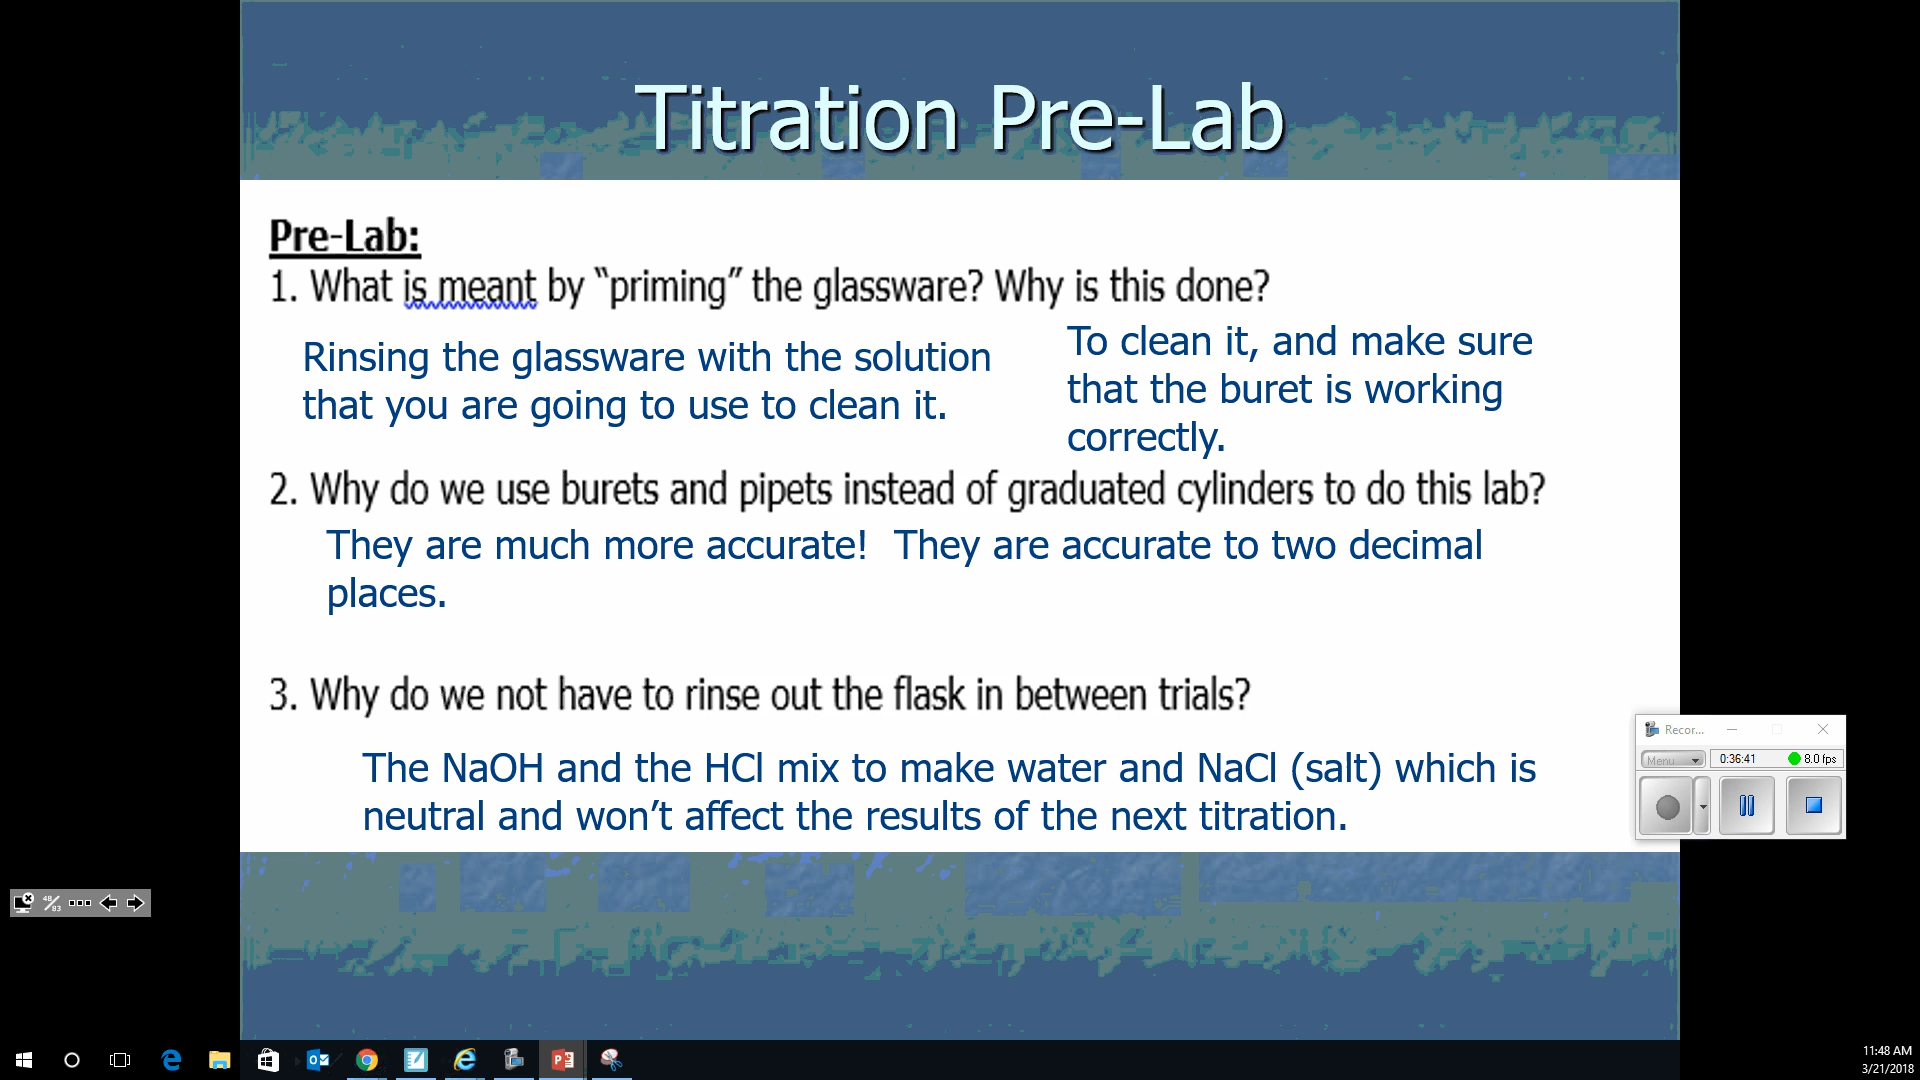 Titration Pre-Lab
Pre-Lab:
1. What is meant by “priming” the glassware? Why is this done?
Rinsing the glassware with the solution
that you are going to use to clean it.
To clean it, and make sure
that the buret is working
correctly.
2. Why do we use burets and pipets instead of graduated cylinders to do this lab?
They are much more accurate!  They are accurate to two decimal
places.
3. Why do we not have to rinse out the flask in between trials?
The NaOH and the HCl mix to make water and NaCl (salt) which is
neutral and won’t affect the results of the next titration.
Recor...
Menu
0:36:41
8.0 fps
48/83
11:48 AM
3/21/2018